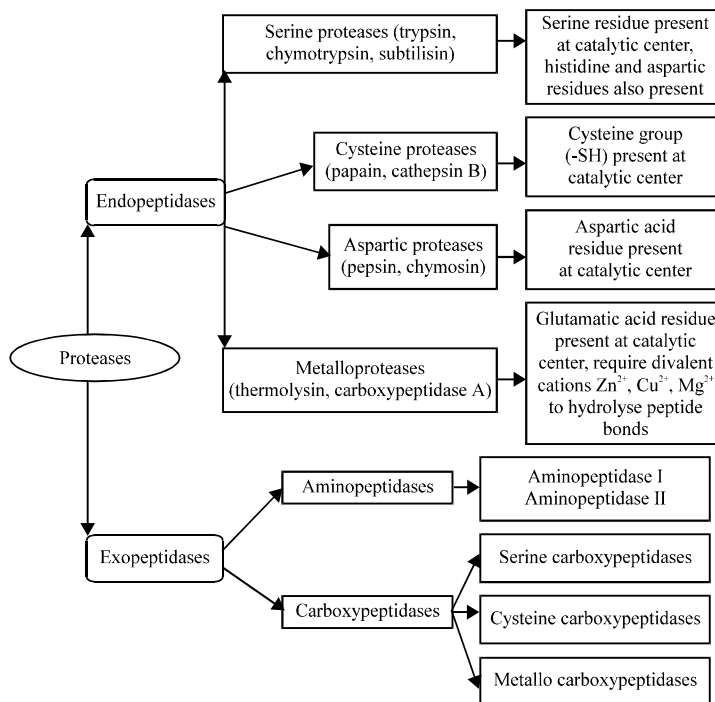 Serine proteases (trypsin,
chymotrypsin, subtilisin)
Serine residue present
at catalytic center,
histidine and aspartic
residues also present
Cysteine proteases
(papain, cathepsin B)
Cysteine group
(-SH) present at
catalytic center
Endopeptidases
Aspartic proteases
(pepsin, chymosin)
Aspartic acid
residue present
at catalytic center
Proteases
Metalloproteases
(thermolysin, carboxypeptidase A)
Glutamatic acid residue
present at catalytic
center, require divalent
cations Zn²⁺, Cu²⁺, Mg²⁺
to hydrolyse peptide
bonds
Exopeptidases
Aminopeptidases
Aminopeptidase I
Aminopeptidase II
Carboxypeptidases
Serine carboxypeptidases
Cysteine carboxypeptidases
Metallo carboxypeptidases